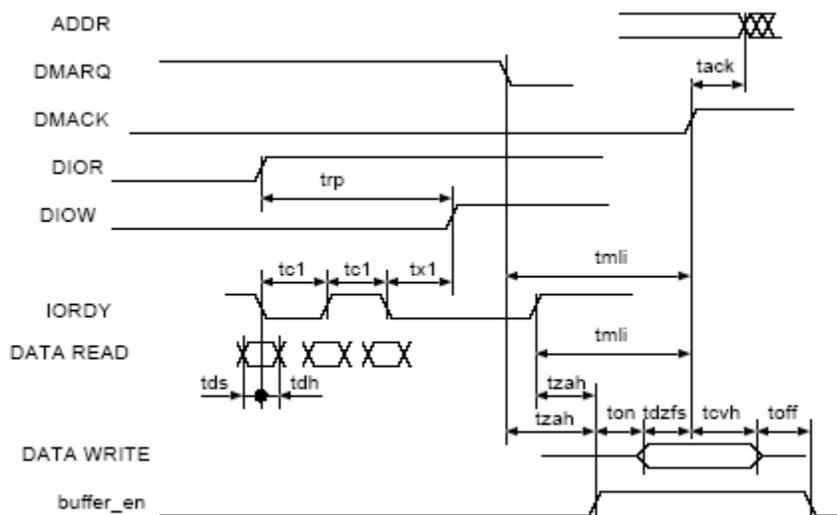 ADDR
DMARQ
tack
DMACK
DIOR
trp
DIOW
tc1 tc1 tx1 tmli
IORDY
DATA READ tmli
tds tdh tzah
tzah ton tdzfs tcvh toff
DATA WRITE
buffer_en